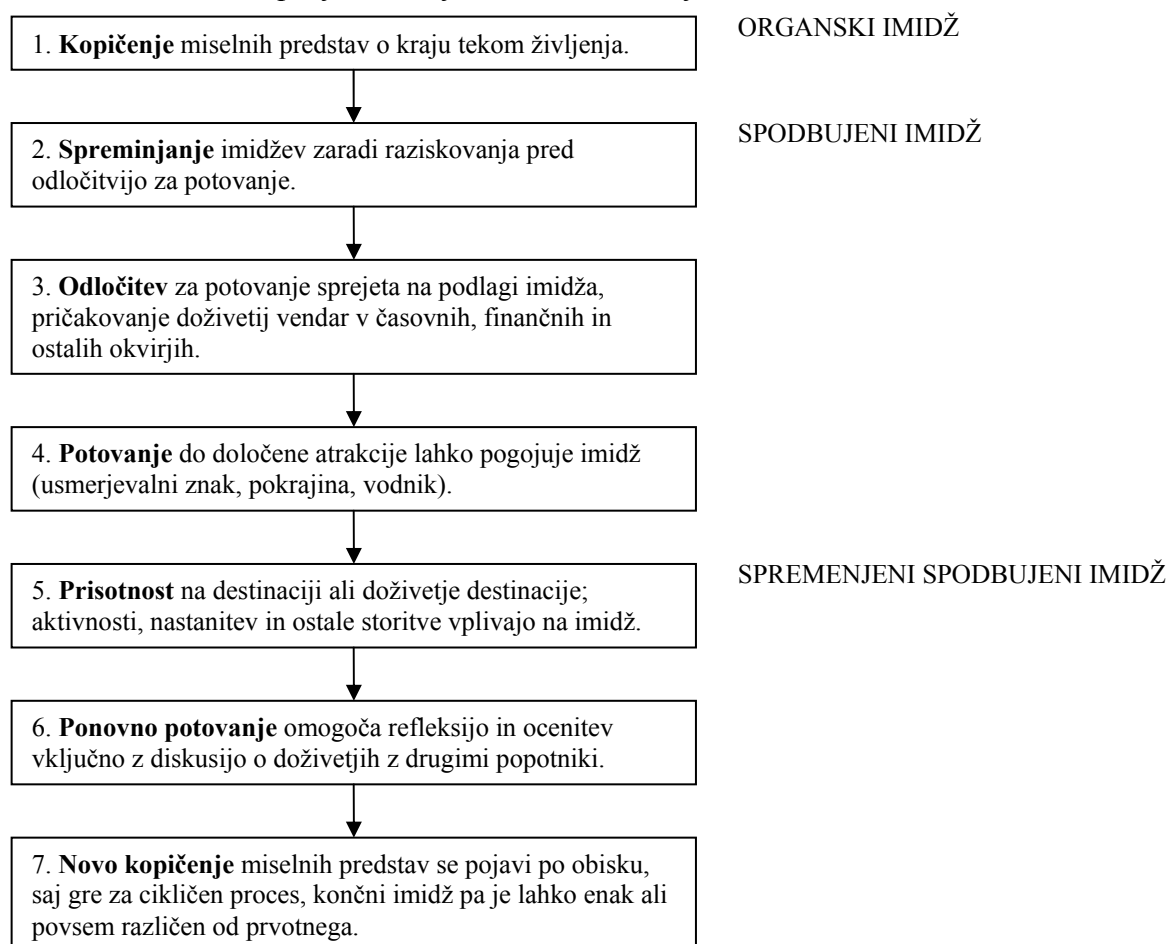 1. Kopičenje miselnih predstav o kraju tekom življenja.
ORGANSKI IMIDŽ
2. Spreminjanje imidžev zaradi raziskovanja pred
odločitvijo za potovanje.
SPODBUJENI IMIDŽ
3. Odločitev za potovanje sprejeta na podlagi imidža,
pričakovanje doživetij vendar v časovnih, finančnih in
ostalih okvirjih.
4. Potovanje do določene atrakcije lahko pogojuje imidž
(usmerjevalni znak, pokrajina, vodnik).
5. Prisotnost na destinaciji ali doživetje destinacije;
aktivnosti, nastanitev in ostale storitve vplivajo na imidž.
SPREMENJENI SPODBUJENI IMIDŽ
6. Ponovno potovanje omogoča refleksijo in ocenitev
vključno z diskusijo o doživetjih z drugimi popotniki.
7. Novo kopičenje miselnih predstav se pojavi po obisku,
saj gre za cikličen proces, končni imidž pa je lahko enak ali
povsem različen od prvotnega.